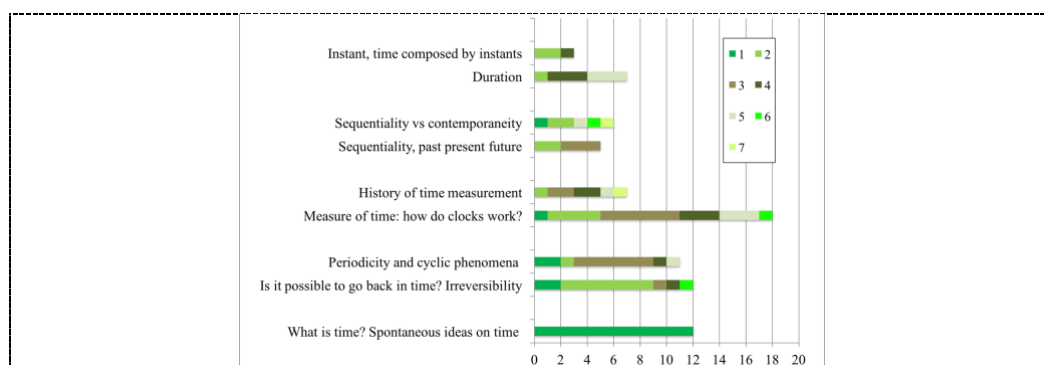 Instant, time composed by instants
Duration
Sequentiality vs contemporaneity
Sequentiality, past present future
History of time measurement
Measure of time: how do clocks work?
Periodicity and cyclic phenomena
Is it possible to go back in time? Irreversibility
What is time? Spontaneous ideas on time
0 2 4 6 8 10 12 14 16 18 20
1 2
3 4
5 6
7